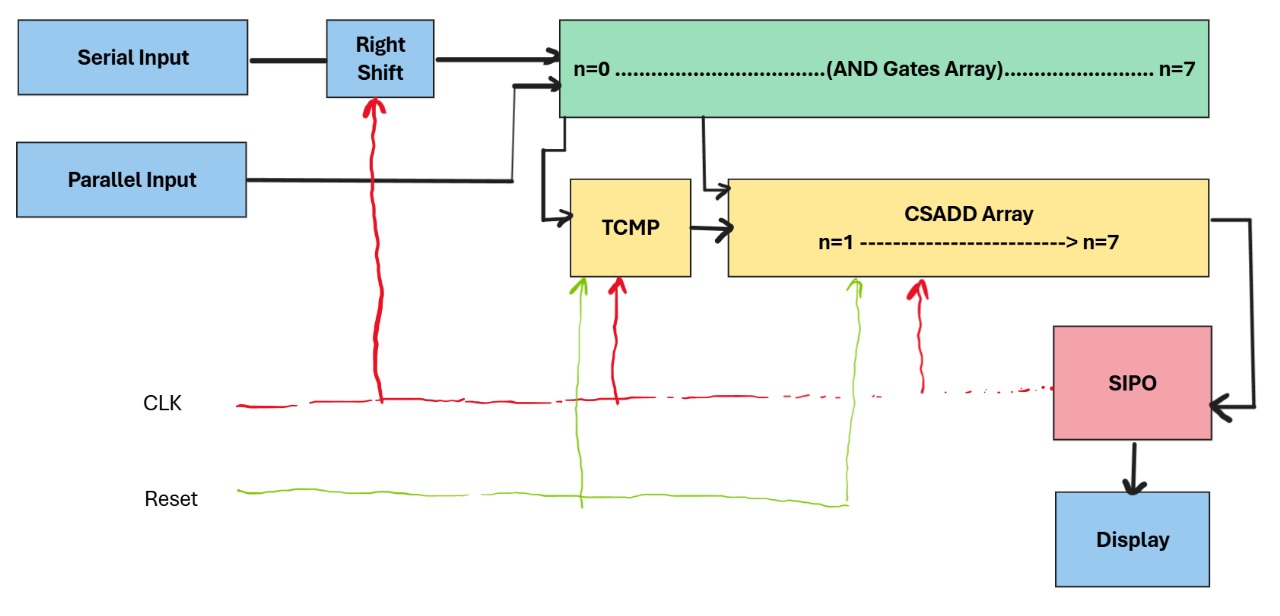 Serial Input
Right
Shift
n=0 ...................................(AND Gates Array)......................... n=7
Parallel Input
TCMP
CSADD Array
n=1 -------------------------> n=7
SIPO
CLK
Reset
Display